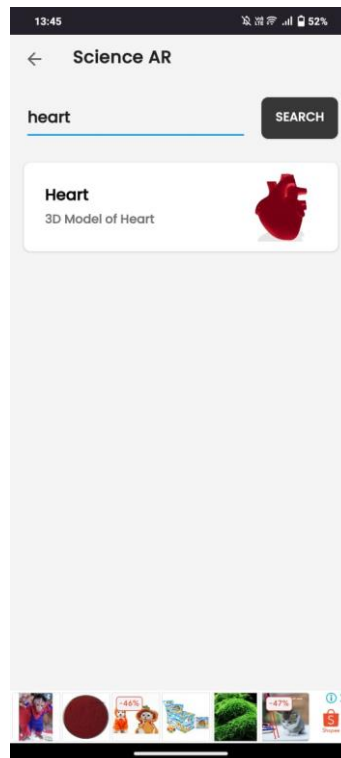 13:45
52%
Science AR
heart
SEARCH
Heart
3D Model of Heart
-46%
-47%
Shopee